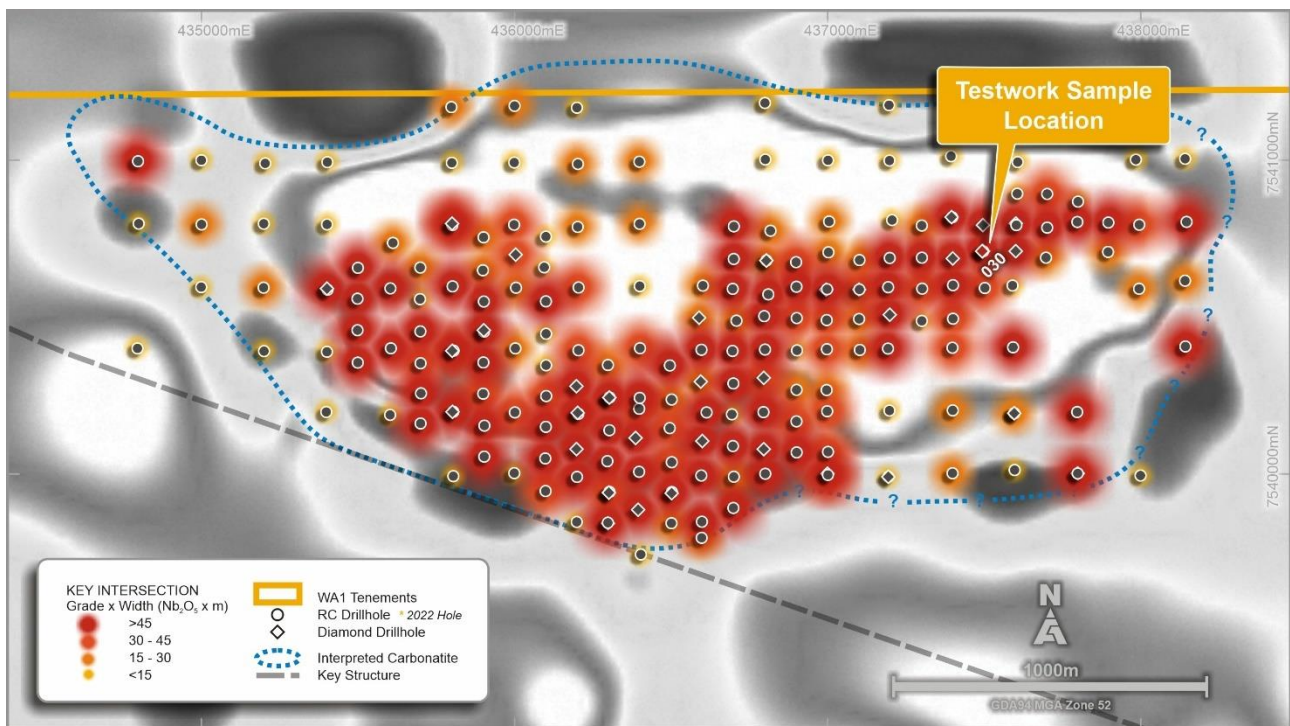 435000mE
436000mE
437000mE
438000mE
Testwork Sample
Location
?
7541000mN
?
030
?
?
?
?
?
?
7540000mN
KEY INTERSECTION
Grade x Width (Nb₂O₅ x m)
>45
30 - 45
15 - 30
<15
WA1 Tenements
RC Drillhole * 2022 Hole
Diamond Drillhole
Interpreted Carbonatite
Key Structure
N
1000m
GDA94 MGA Zone 52